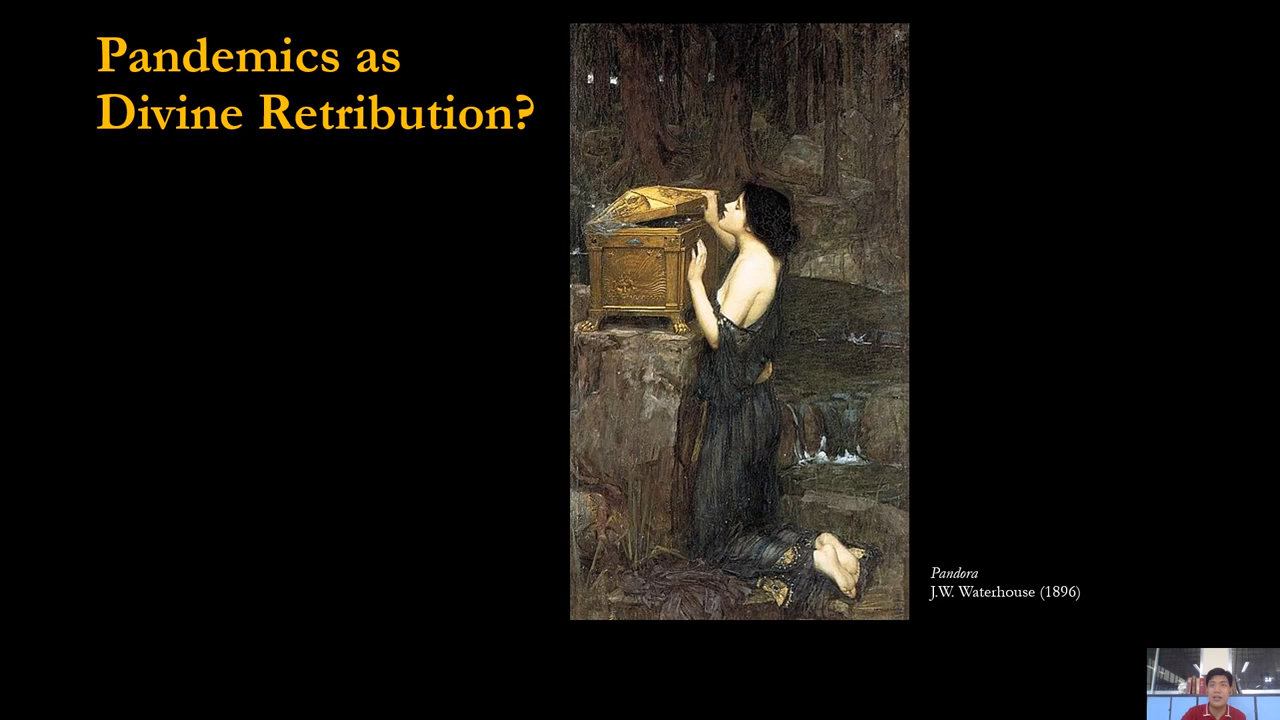 Pandemics as
Divine Retribution?
Pandora
J.W. Waterhouse (1896)